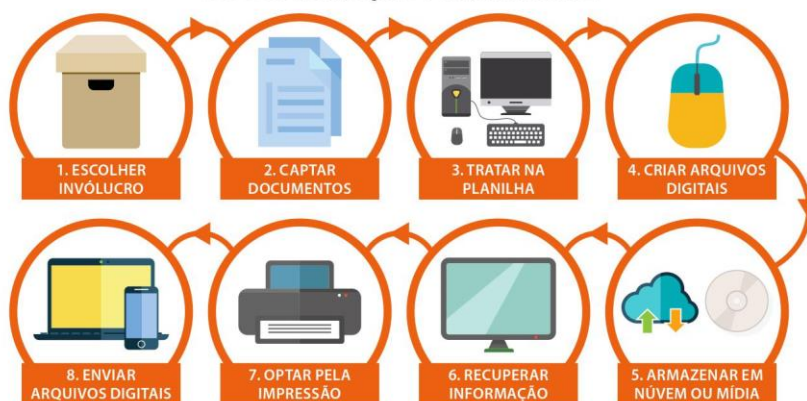 1. ESCOLHER
INVÓLUCRO
2. CAPTAR
DOCUMENTOS
3. TRATAR NA
PLANILHA
4. CRIAR ARQUIVOS
DIGITAIS
5. ARMAZENAR EM
NÚVEM OU MÍDIA
6. RECUPERAR
INFORMAÇÃO
7. OPTAR PELA
IMPRESSÃO
8. ENVIAR
ARQUIVOS DIGITAIS